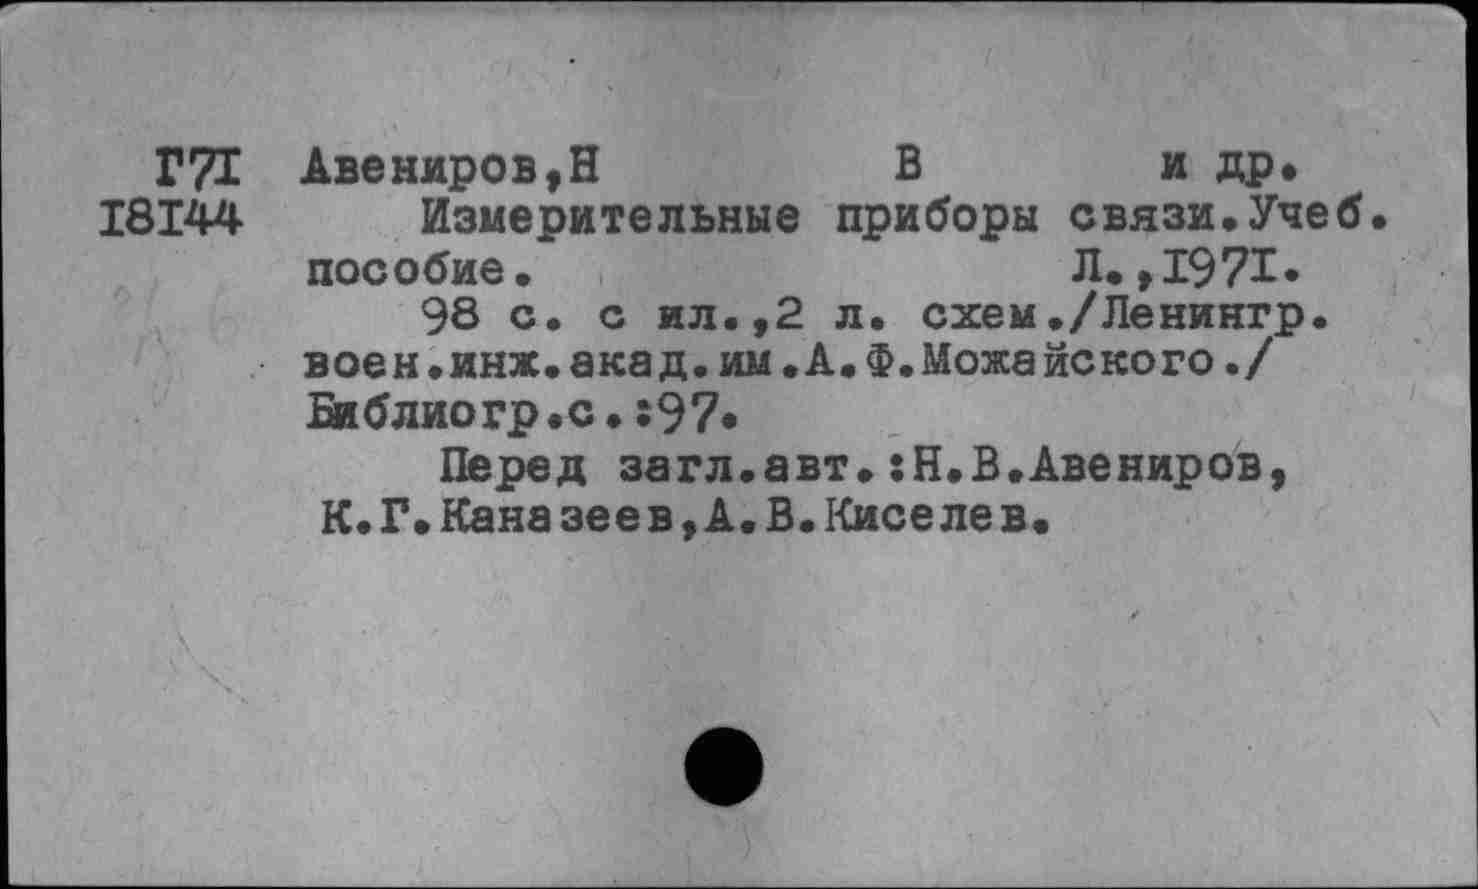 Г71 Авениров,Н В и др.
18144 Измерительные приборы связи.Учеб.
пособие. Л.,1971.
98 с. с ил.,2 л. схем./Ленингр.
воен.инж.акад.им.А.Ф.Можайского./
Библиогр.с.:97.
Перед загл.авт.:Н.В.Авениров,
К.Г.Каназеев,А.В.Киселев.